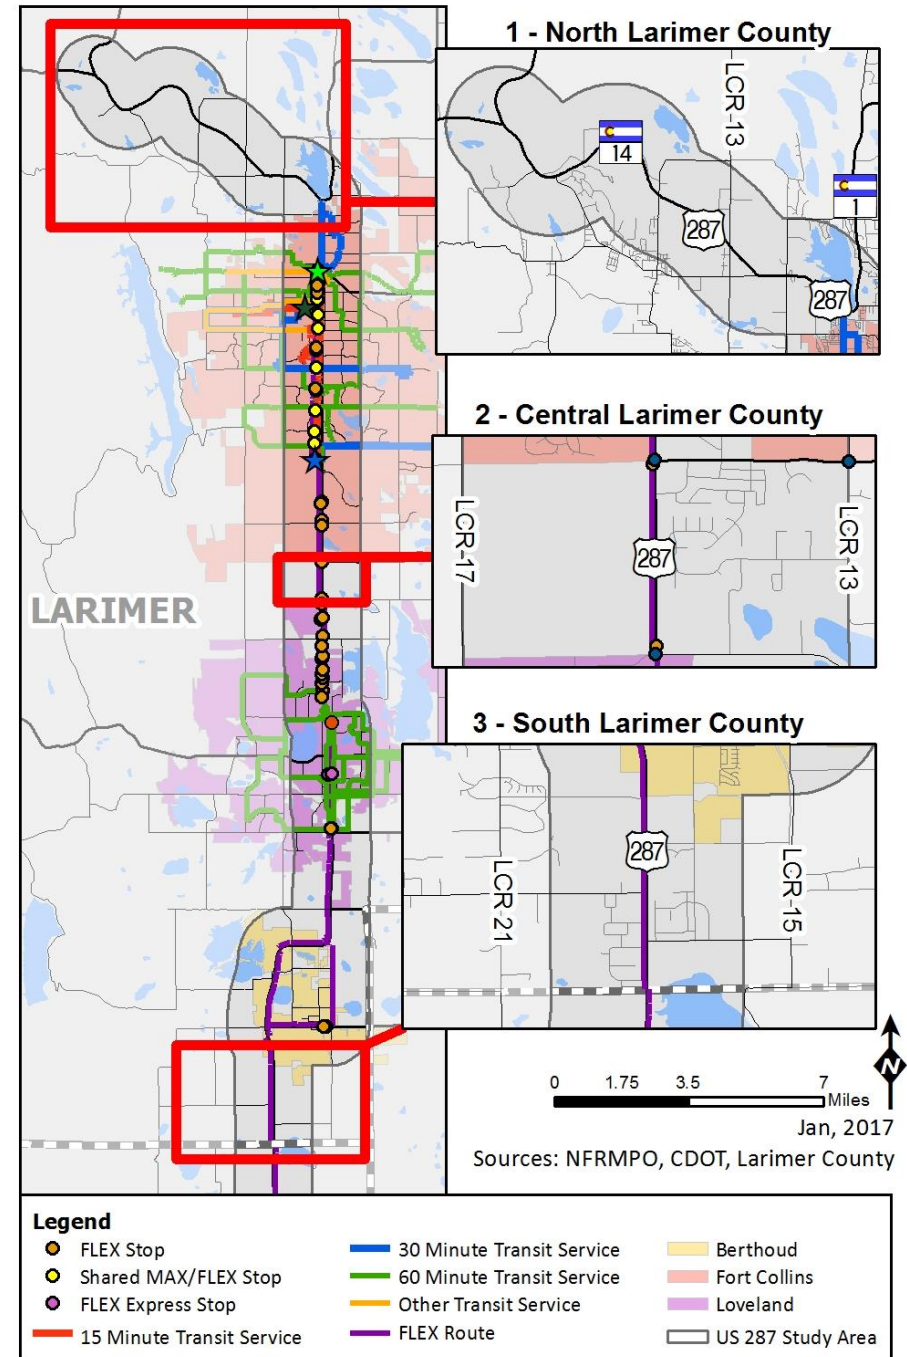 1 - North Larimer County
LCR-13
14
1
287
287
2 - Central Larimer County
LCR-17
287
LCR-13
LARIMER
3 - South Larimer County
287
LCR-21
LCR-15
N
0 1.75 3.5 7
Miles
Jan, 2017
Sources: NFRMPO, CDOT, Larimer County
Legend
FLEX Stop
Shared MAX/FLEX Stop
FLEX Express Stop
15 Minute Transit Service
30 Minute Transit Service
60 Minute Transit Service
Other Transit Service
FLEX Route
Berthoud
Fort Collins
Loveland
US 287 Study Area